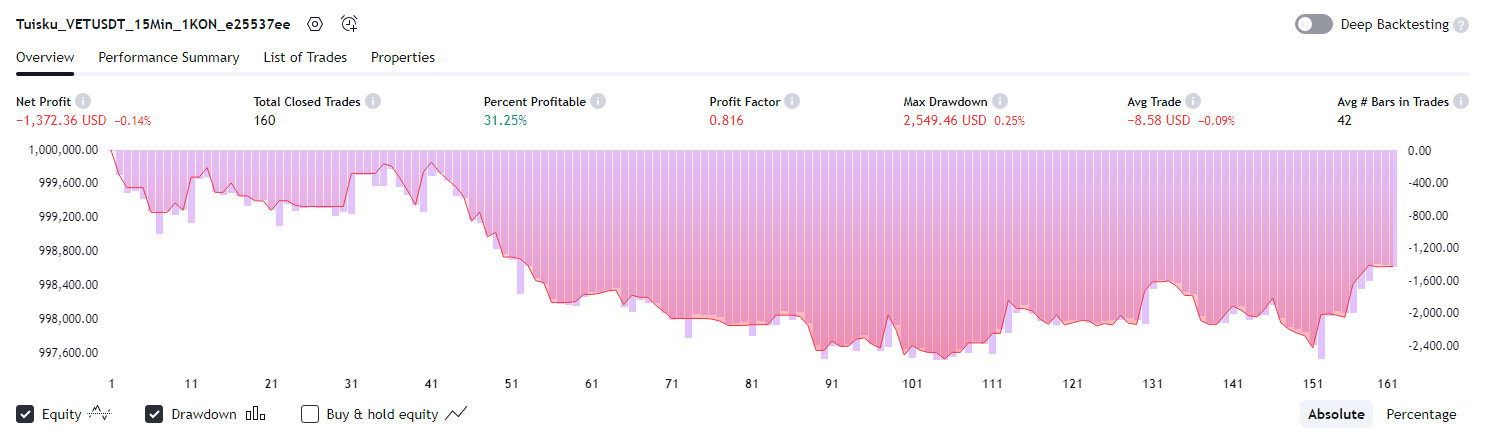 Tuisku_VETUSDT_15Min_1KON_e25537ee
Deep Backtesting ?
Overview Performance Summary List of Trades Properties
Net Profit Total Closed Trades Percent Profitable Profit Factor Max Drawdown Avg Trade Avg # Bars in Trades
−1,372.36 USD −0.14% 160 31.25% 0.816 2,549.46 USD 0.25% −8.58 USD −0.09% 42
1,000,000.00 0.00
999,600.00 -400.00
999,200.00 -800.00
998,800.00 -1,200.00
998,400.00 -1,600.00
998,000.00 -2,000.00
997,600.00 -2,400.00
1 11 21 31 41 51 61 71 81 91 101 111 121 131 141 151 161
Equity Drawdown Buy & hold equity Absolute Percentage